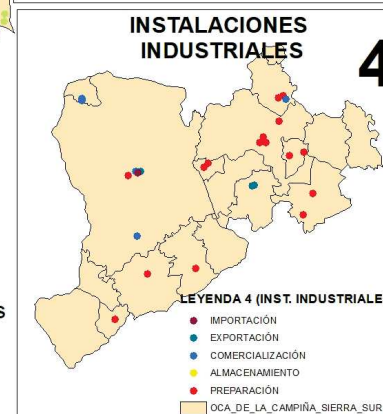 INSTALACIONES
INDUSTRIALES
4
LEYENDA 4 (INST. INDUSTRIALE
IMPORTACIÓN
EXPORTACIÓN
COMERCIALIZACIÓN
ALMACENAMIENTO
PREPARACIÓN
OCA_DE_LA_CAMPIÑA_SIERRA_SUR
S